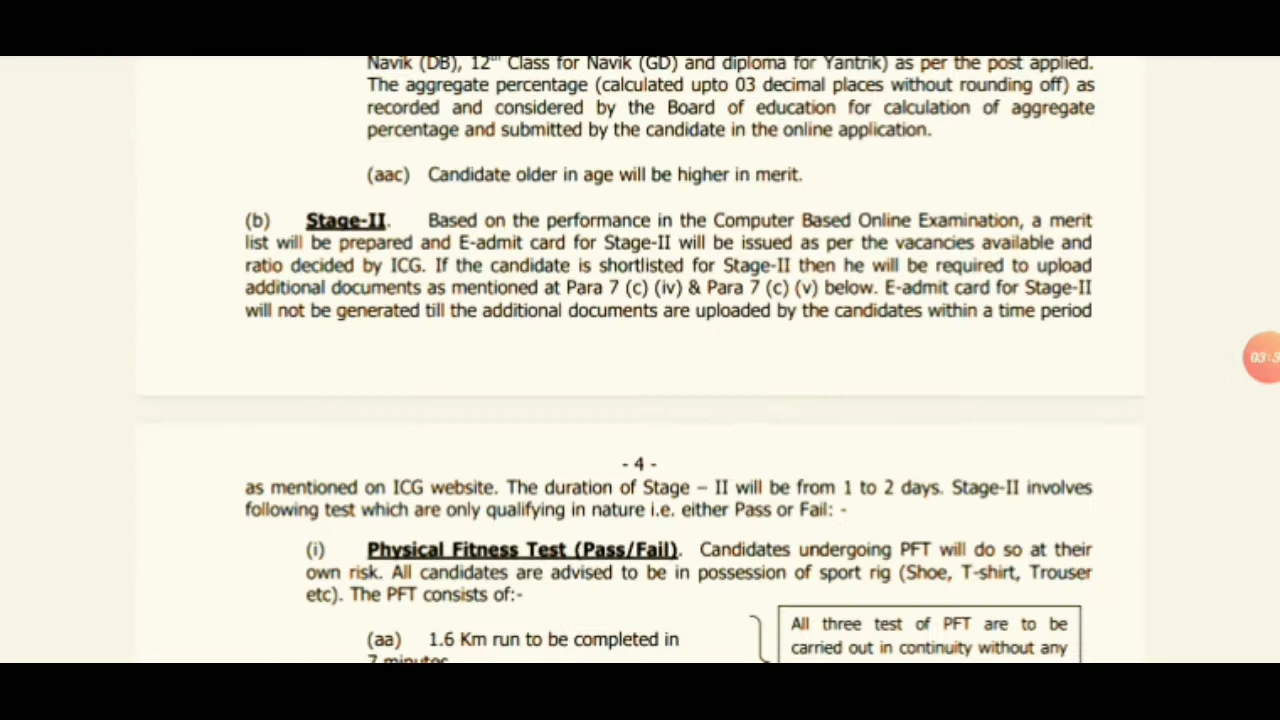 Navik (DB), 12th Class for Navik (GD) and diploma for Yantrik) as per the post applied.
The aggregate percentage (calculated upto 03 decimal places without rounding off) as
recorded and considered by the Board of education for calculation of aggregate
percentage and submitted by the candidate in the online application.
(aac) Candidate older in age will be higher in merit.
(b) Stage-II. Based on the performance in the Computer Based Online Examination, a merit
list will be prepared and E-admit card for Stage-II will be issued as per the vacancies available and
ratio decided by ICG. If the candidate is shortlisted for Stage-II then he will be required to upload
additional documents as mentioned at Para 7 (c) (iv) & Para 7 (c) (v) below. E-admit card for Stage-II
will not be generated till the additional documents are uploaded by the candidates within a time period
- 4 -
as mentioned on ICG website. The duration of Stage – II will be from 1 to 2 days. Stage-II involves
following test which are only qualifying in nature i.e. either Pass or Fail: -
(i) Physical Fitness Test (Pass/Fail). Candidates undergoing PFT will do so at their
own risk. All candidates are advised to be in possession of sport rig (Shoe, T-shirt, Trouser
etc). The PFT consists of:-
(aa) 1.6 Km run to be completed in
7 minutes
All three test of PFT are to be
carried out in continuity without any